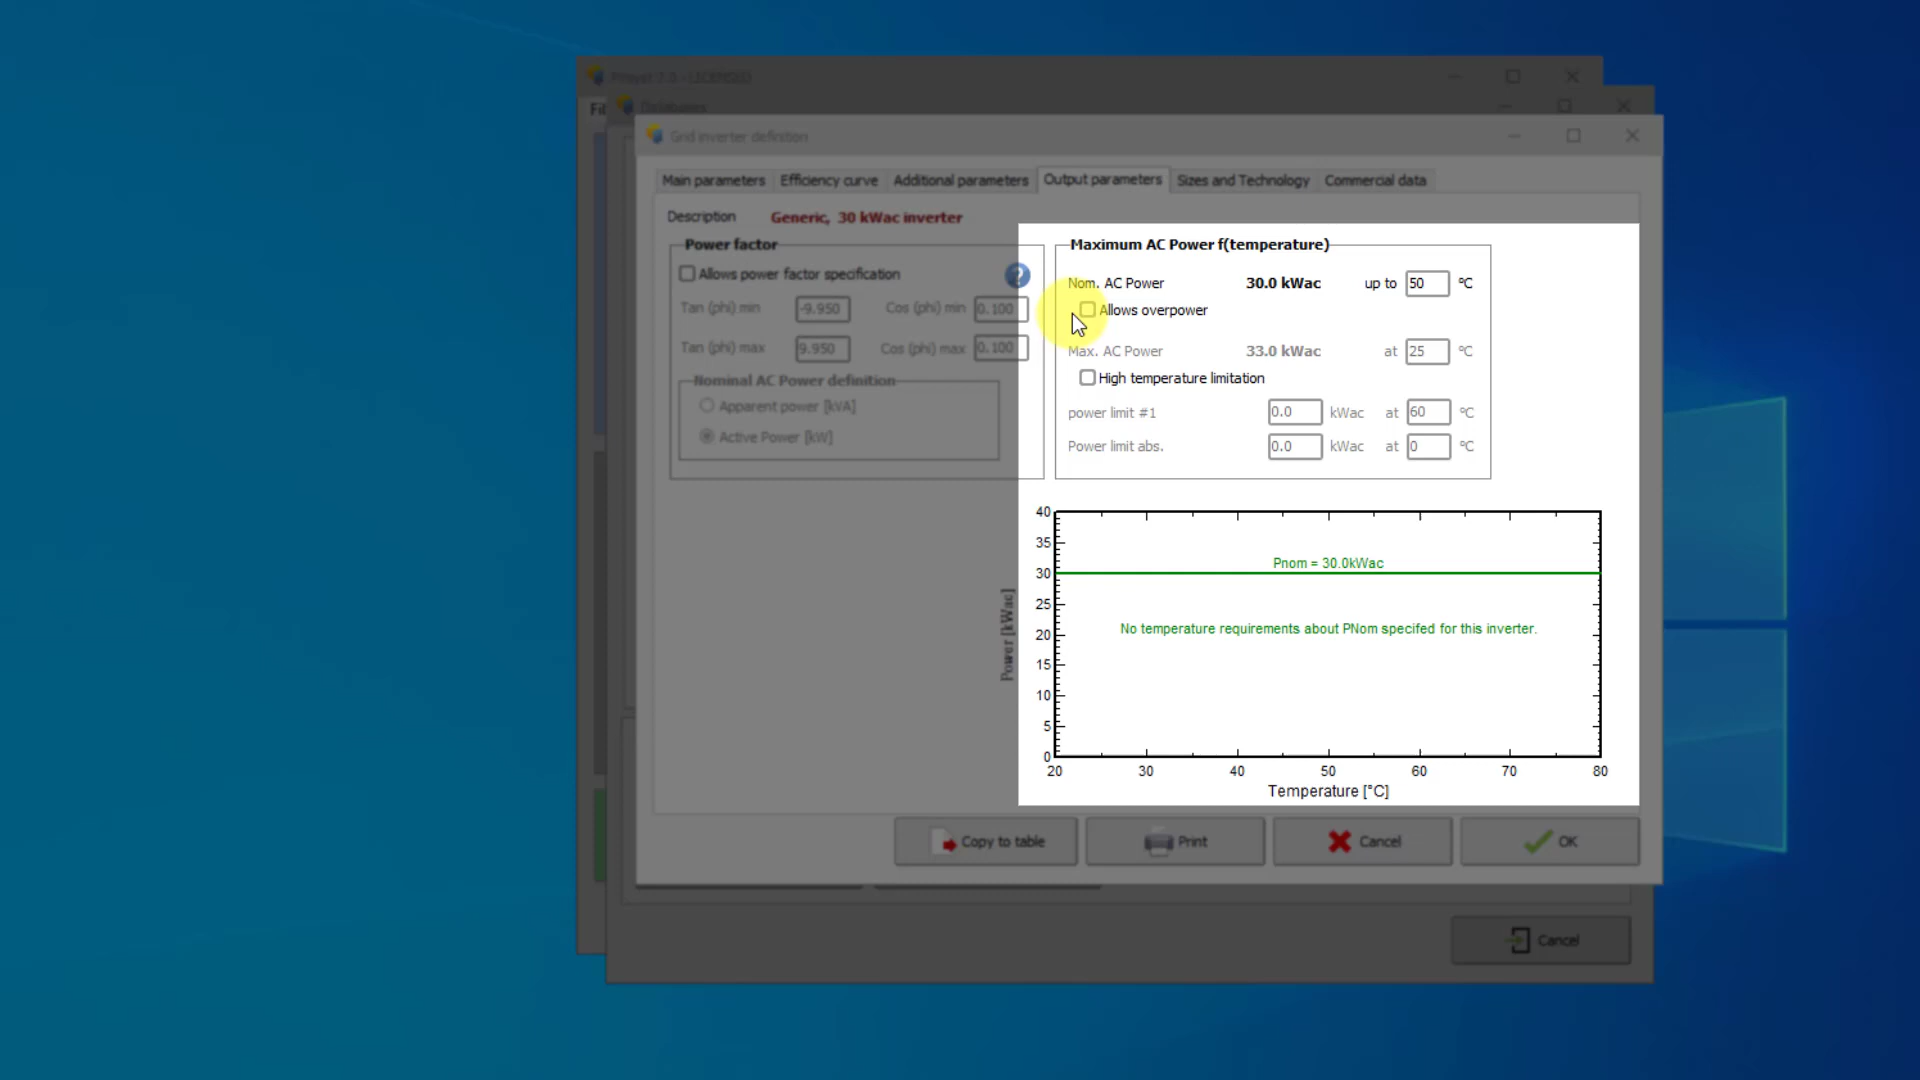 PVsyst 7.0 - (LICENSED)
Databases
Grid inverter definition
Main parameters Efficiency curve Additional parameters Output parameters Sizes and Technology Commercial data
Description Generic, 30 kWac inverter
Power factor
Allows power factor specification
Tan (phi) min -9.950 Cos (phi) min 0.100
Tan (phi) max 9.950 Cos (phi) max 0.100
Nominal AC Power definition
Apparent power [kVA]
Active Power [kW]
Maximum AC Power f(temperature)
Nom. AC Power 30.0 kWac up to 50 °C
Allows overpower
Max. AC Power 33.0 kWac at 25 °C
High temperature limitation
power limit #1 0.0 kWac at 60 °C
Power limit abs. 0.0 kWac at 0 °C
Power [kWac]
40
35
30
25
20
15
10
5
0
Pnom = 30.0kWac
No temperature requirements about PNom specifed for this inverter.
20 30 40 50 60 70 80
Temperature [°C]
Copy to table Print Cancel OK
Cancel